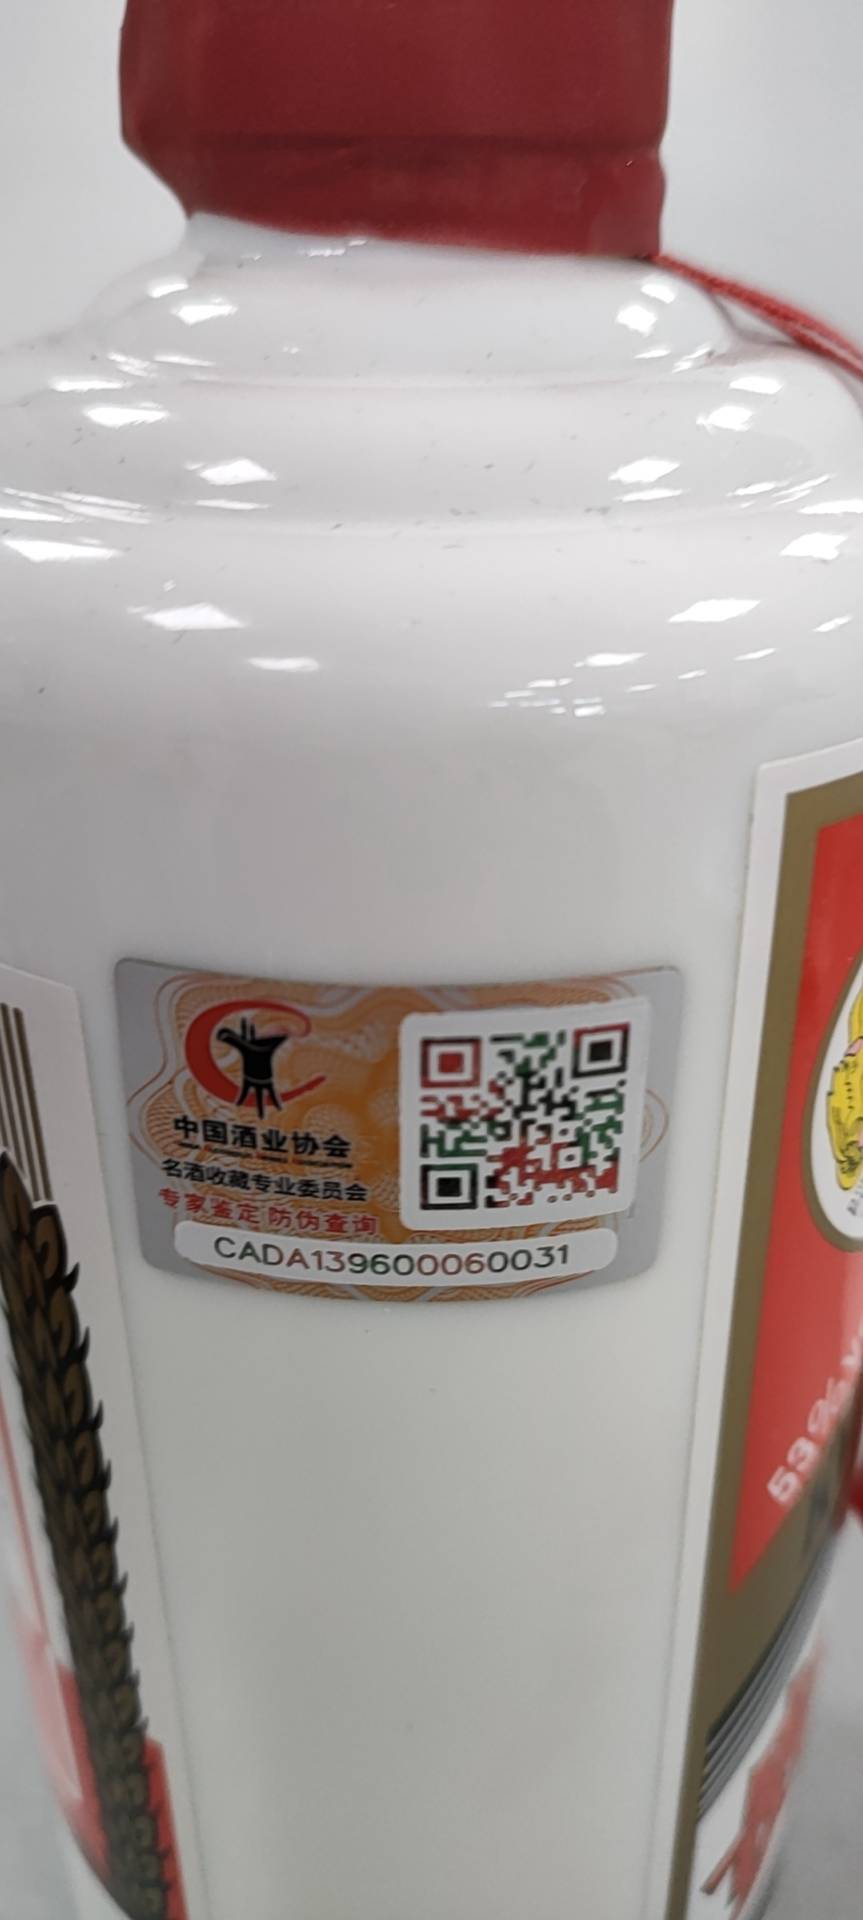 中国酒业协会
名酒收藏专业委员会
专家鉴定 防伪查询
CADA139600060031
53%